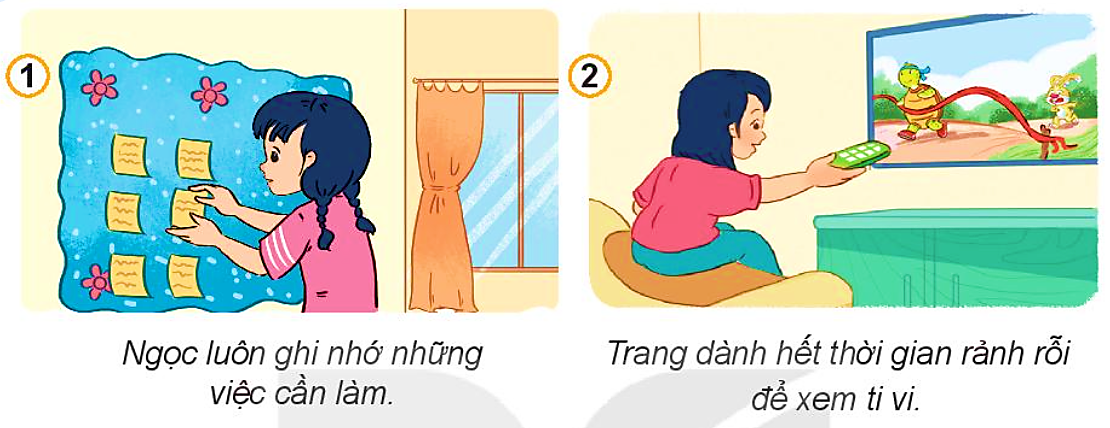 1
Ngọc luôn ghi nhớ những
việc cần làm.
2
Trang dành hết thời gian rảnh rỗi
để xem ti vi.